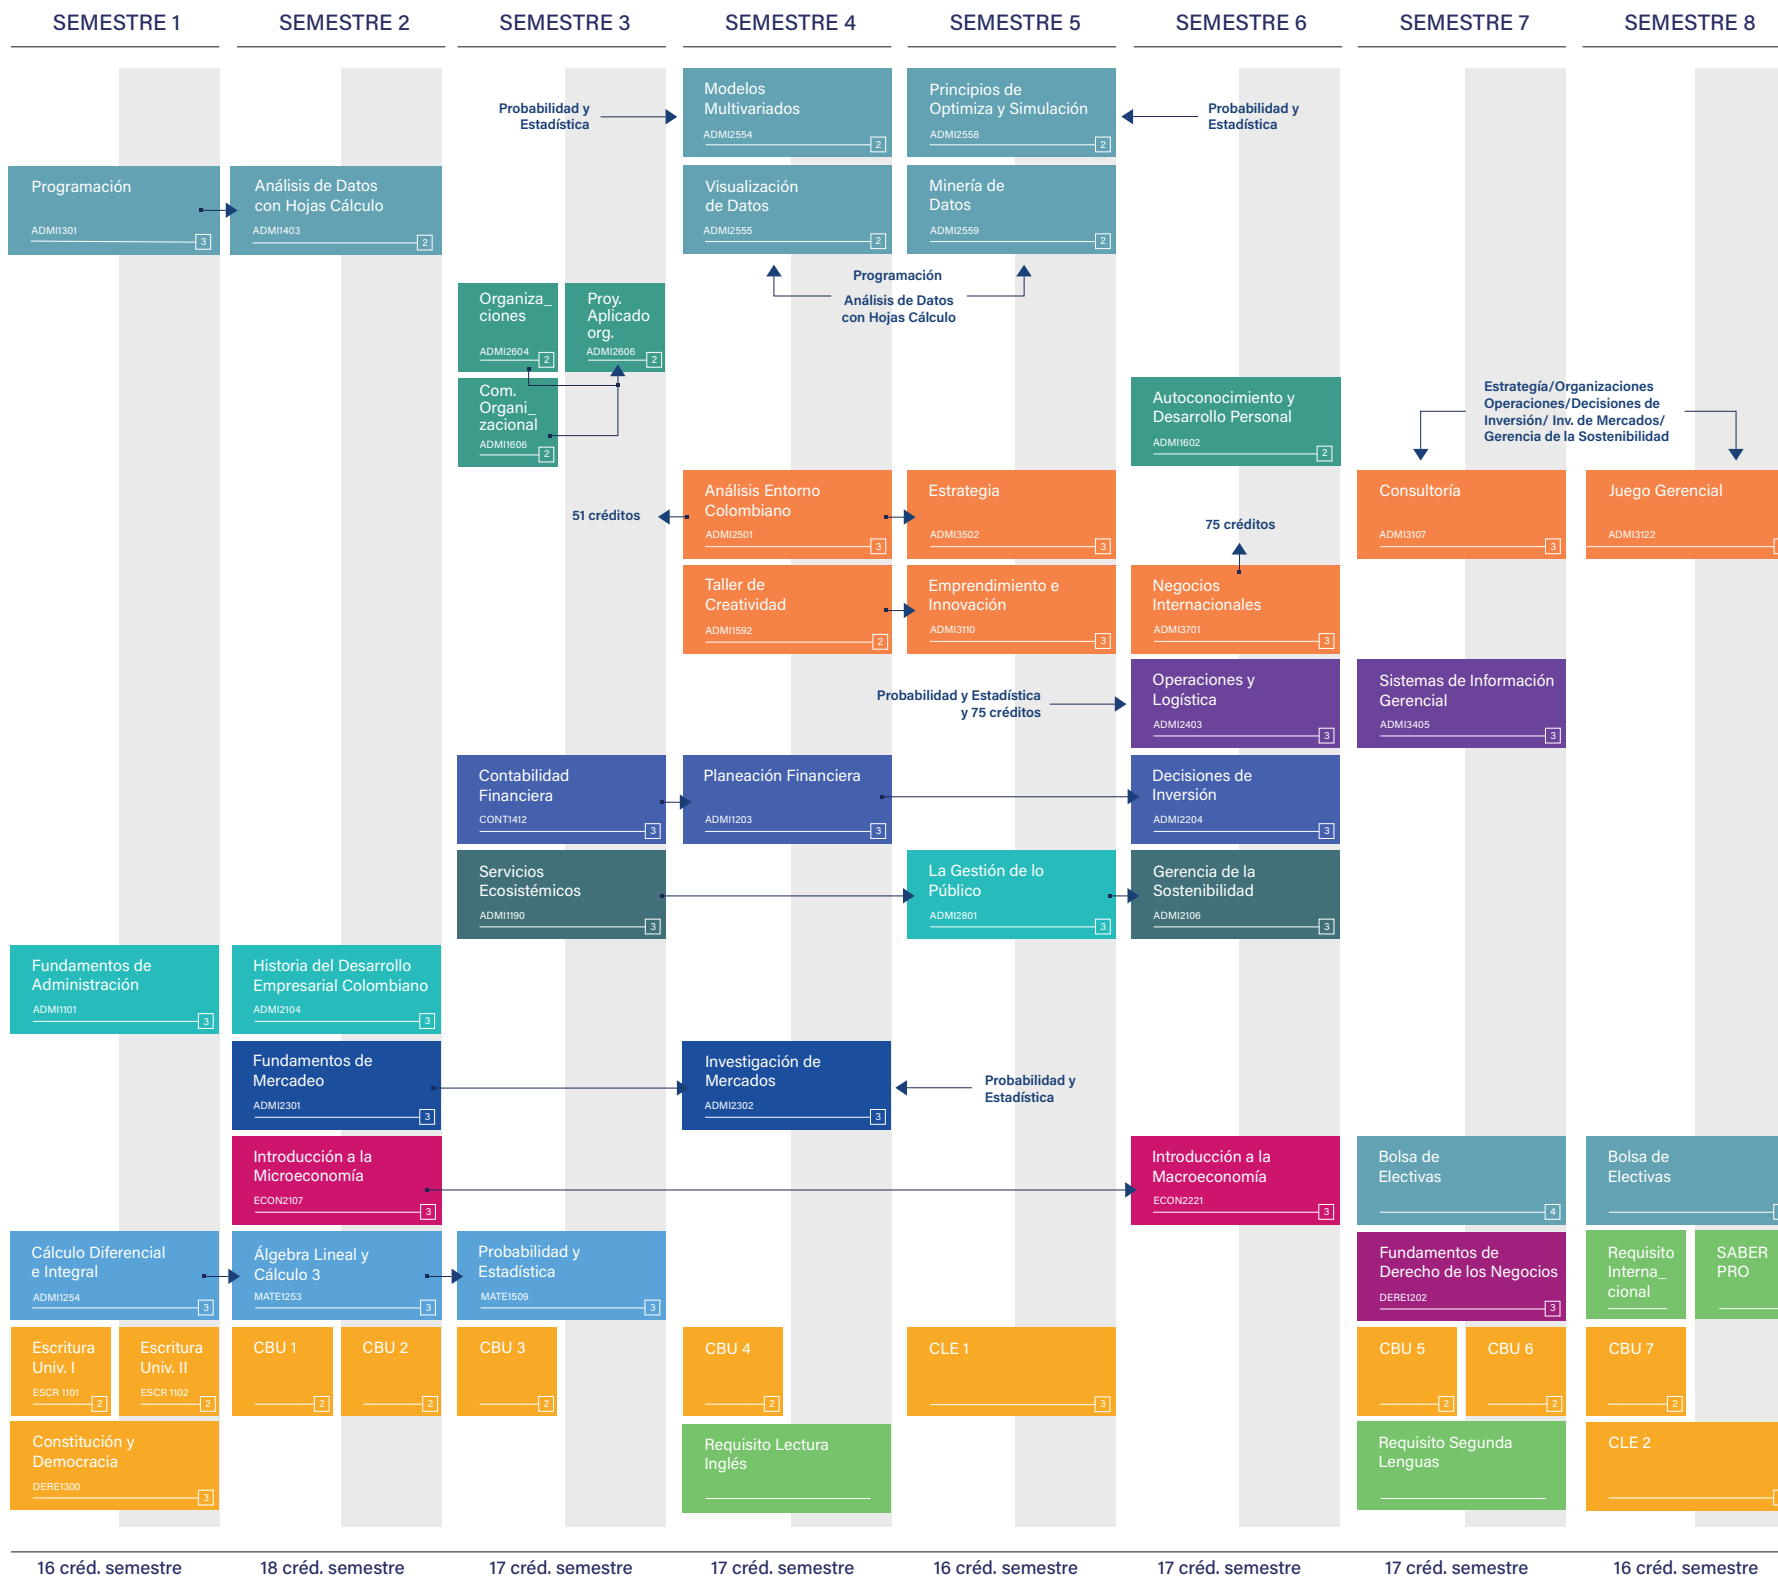 SEMESTRE 1
SEMESTRE 2
SEMESTRE 3
SEMESTRE 4
SEMESTRE 5
SEMESTRE 6
SEMESTRE 7
SEMESTRE 8
Probabilidad y
Estadística
Modelos
Multivariados
ADMI2554
2
Principios de
Optimiza y Simulación
ADMI2558
2
Probabilidad y
Estadística
Programación
ADMI1301
3
Análisis de Datos
con Hojas Cálculo
ADMI1403
2
Visualización
de Datos
ADMI2555
2
Minería de
Datos
ADMI2559
2
Programación
Análisis de Datos
con Hojas Cálculo
Organiza_
ciones
ADMI2604
2
Proy.
Aplicado
org.
ADMI2606
2
Com.
Organi_
zacional
ADMI1606
2
Autoconocimiento y
Desarrollo Personal
ADMI1602
2
Estrategía/Organizaciones
Operaciones/Decisiones de
Inversión/ Inv. de Mercados/
Gerencia de la Sostenibilidad
51 créditos
Análisis Entorno
Colombiano
ADMI2501
3
Estrategia
ADMI3502
3
75 créditos
Consultoría
ADMI3107
3
Juego Gerencial
ADMI3122
Taller de
Creatividad
ADMI1592
2
Emprendimiento e
Innovación
ADMI3110
3
Negocios
Internacionales
ADMI3701
3
Probabilidad y Estadística
y 75 créditos
Operaciones y
Logística
ADMI2403
3
Sistemas de Información
Gerencial
ADMI3405
3
Contabilidad
Financiera
CONT1412
3
Planeación Financiera
ADMI1203
3
Decisiones de
Inversión
ADMI2204
3
Servicios
Ecosistémicos
ADMI1190
3
La Gestión de lo
Público
ADMI2801
3
Gerencia de la
Sostenibilidad
ADMI2106
3
Fundamentos de
Administración
ADMI1101
3
Historia del Desarrollo
Empresarial Colombiano
ADMI2104
3
Fundamentos de
Mercadeo
ADMI2301
3
Investigación de
Mercados
ADMI2302
3
Probabilidad y
Estadística
Introducción a la
Microeconomía
ECON2107
3
Introducción a la
Macroeconomía
ECON2221
3
Bolsa de
Electivas
4
Bolsa de
Electivas
Cálculo Diferencial
e Integral
ADMI1254
3
Álgebra Lineal y
Cálculo 3
MATE1253
3
Probabilidad y
Estadística
MATE1509
3
Fundamentos de
Derecho de los Negocios
DERE1202
3
Requisito
Interna_
cional
SABER
PRO
Escritura
Univ. I
ESCR 1101
2
Escritura
Univ. II
ESCR 1102
2
CBU 1
2
CBU 2
2
CBU 3
2
CBU 4
2
CLE 1
3
CBU 5
2
CBU 6
2
CBU 7
2
Constitución y
Democracia
DERE1300
3
Requisito Lectura
Inglés
Requisito Segunda
Lenguas
CLE 2
16 créd. semestre
18 créd. semestre
17 créd. semestre
17 créd. semestre
16 créd. semestre
17 créd. semestre
17 créd. semestre
16 créd. semestre